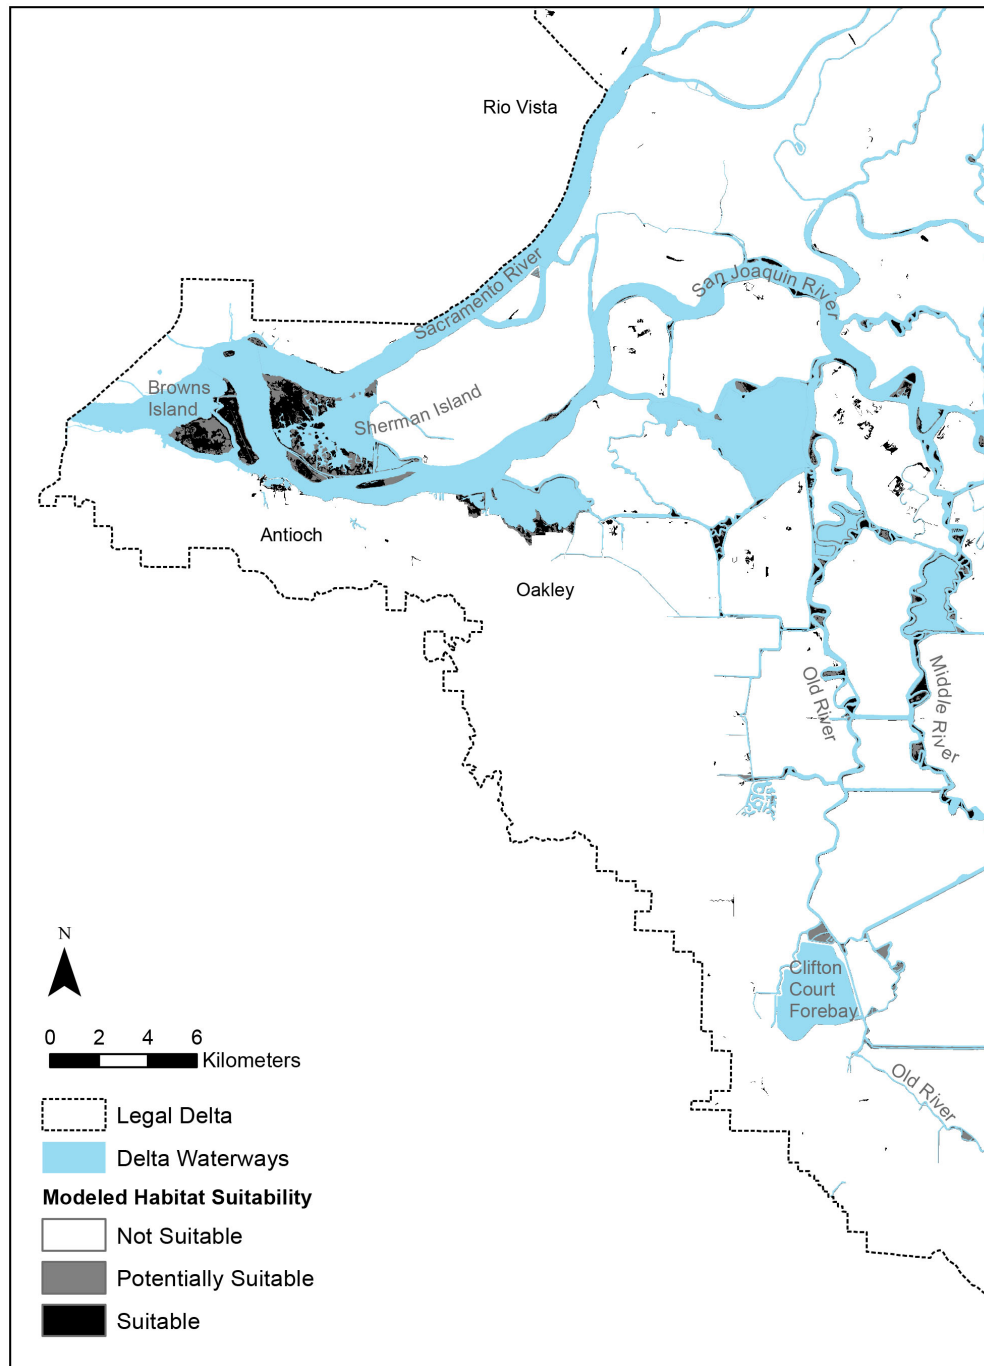 Rio Vista
Sacramento River
San Joaquin River
Browns
Island
Sherman Island
Antioch
Oakley
Old River
Middle River
Clifton
Court
Forebay
Old River
N
0 2 4 6
Kilometers
Legal Delta
Delta Waterways
Modeled Habitat Suitability
Not Suitable
Potentially Suitable
Suitable